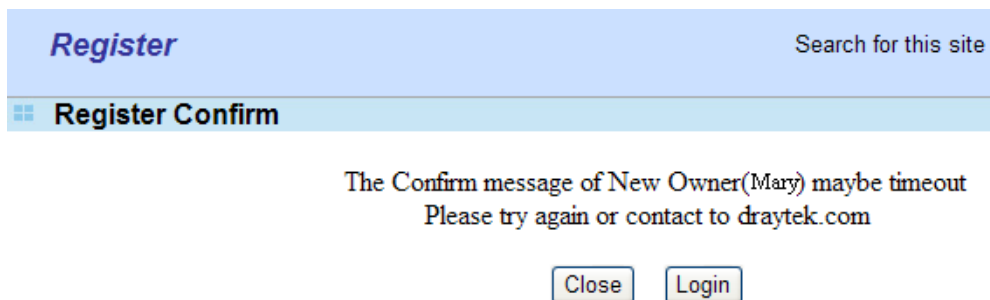 Register
Search for this site
Register Confirm
The Confirm message of New Owner(Mary) maybe timeout
Please try again or contact to draytek.com
Close
Login